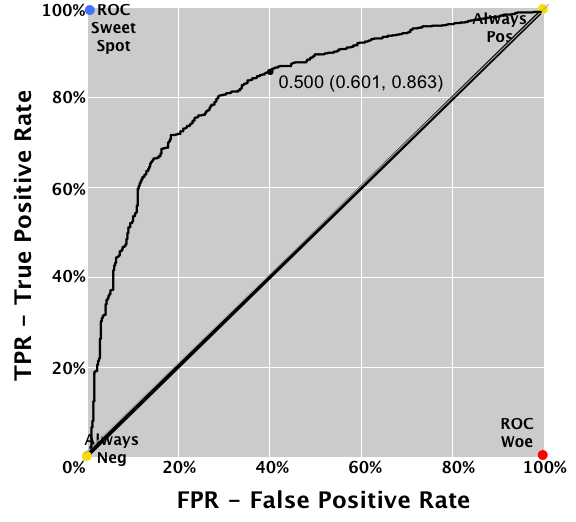 100%
ROC
Sweet
Spot
Always
Pos
0.500 (0.601, 0.863)
80%
60%
40%
20%
TPR - True Positive Rate
Always
Neg
ROC
Woe
0%
20%
40%
60%
80%
100%
FPR - False Positive Rate